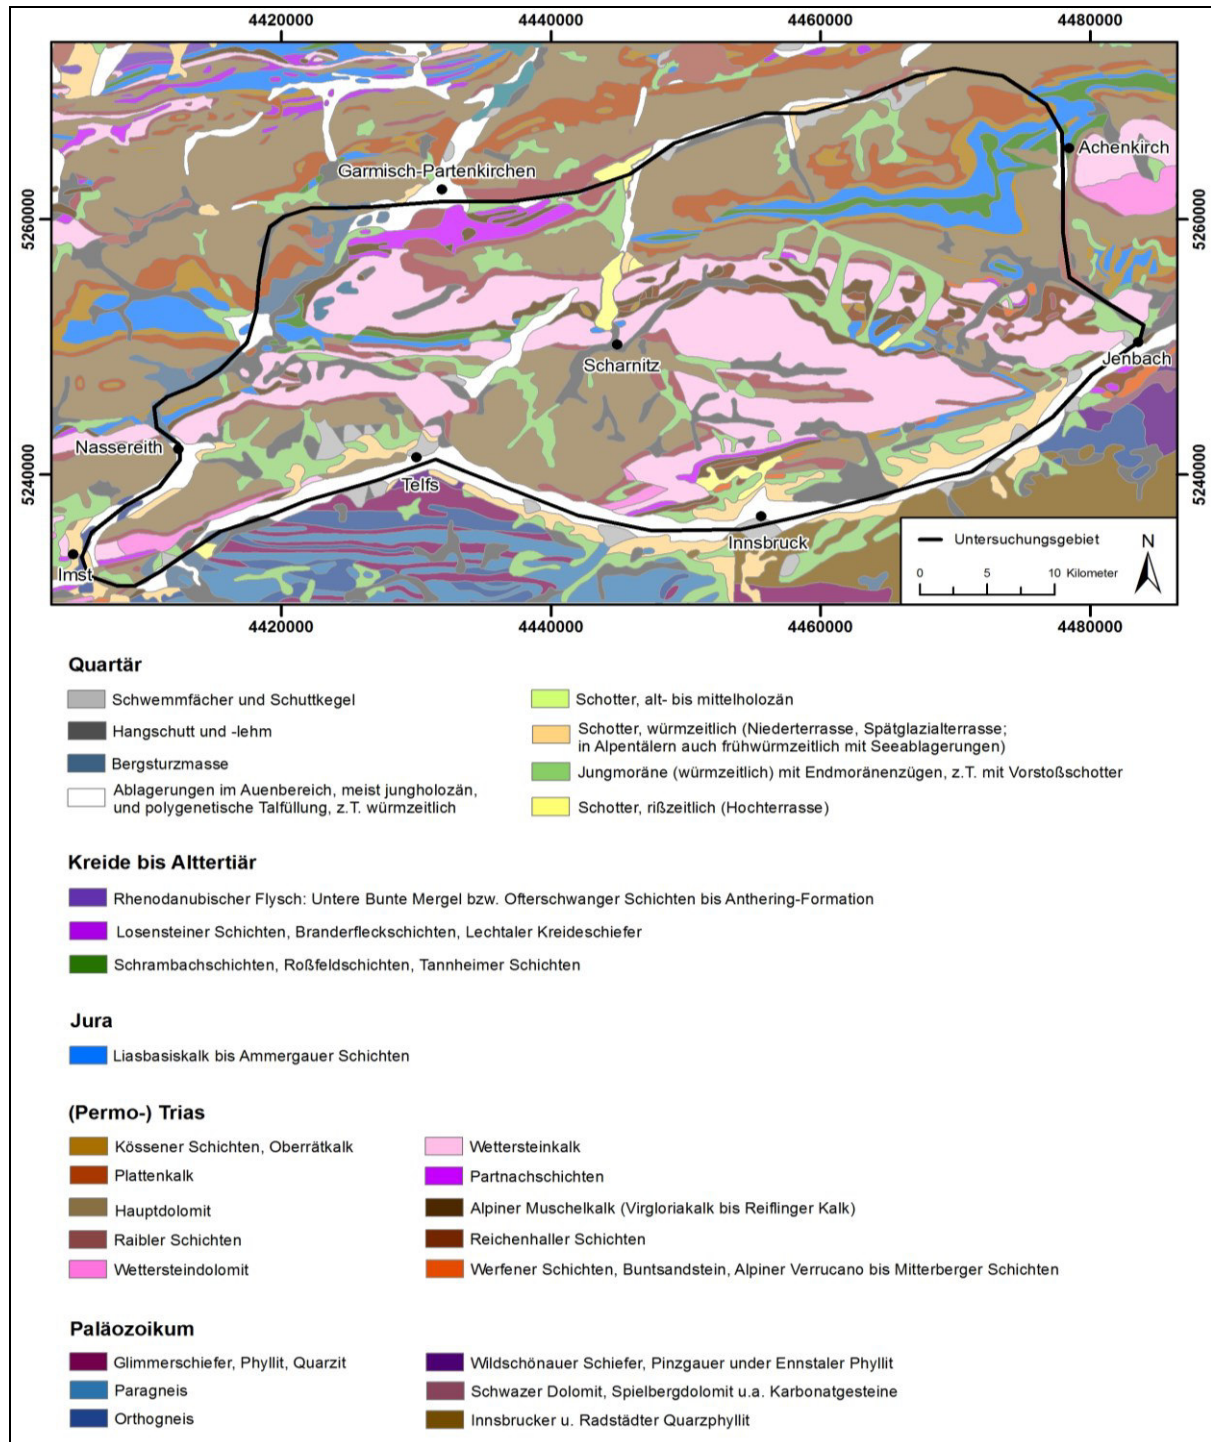 4420000 4440000 4460000 4480000
5260000 5260000
5240000 5240000
Achenkirch
Garmisch-Partenkirchen
Scharnitz
Jenbach
Nassereith
Telfs
Innsbruck
Imst
Untersuchungsgebiet
N
0 5 10 Kilometer
4420000 4440000 4460000 4480000
Quartär
Schwemmfächer und Schuttkegel
Hangschutt und -lehm
Bergsturzmasse
Ablagerungen im Auenbereich, meist jungholozän,
und polygenetische Talfüllung, z.T. würmzeitlich
Schotter, alt- bis mittelholozän
Schotter, würmzeitlich (Niederterrasse, Spätglazialterrasse;
in Alpentälern auch frühwürmzeitlich mit Seeablagerungen)
Jungmoräne (würmzeitlich) mit Endmoränenzügen, z.T. mit Vorstoßschotter
Schotter, rißzeitlich (Hochterrasse)
Kreide bis Alttertiär
Rhenodanubischer Flysch: Untere Bunte Mergel bzw. Ofterschwanger Schichten bis Anthering-Formation
Losensteiner Schichten, Branderfleckschichten, Lechtaler Kreideschiefer
Schrambachschichten, Roßfeldschichten, Tannheimer Schichten
Jura
Liasbasiskalk bis Ammergauer Schichten
(Permo-) Trias
Kössener Schichten, Oberrätkalk
Plattenkalk
Hauptdolomit
Raibler Schichten
Wettersteindolomit
Wettersteinkalk
Partnachschichten
Alpiner Muschelkalk (Virgloriakalk bis Reiflinger Kalk)
Reichenhaller Schichten
Werfener Schichten, Buntsandstein, Alpiner Verrucano bis Mitterberger Schichten
Paläozoikum
Glimmerschiefer, Phyllit, Quarzit
Paragneis
Orthogneis
Wildschönauer Schiefer, Pinzgauer under Ennstaler Phyllit
Schwazer Dolomit, Spielbergdolomit u.a. Karbonatgesteine
Innsbrucker u. Radstädter Quarzphyllit